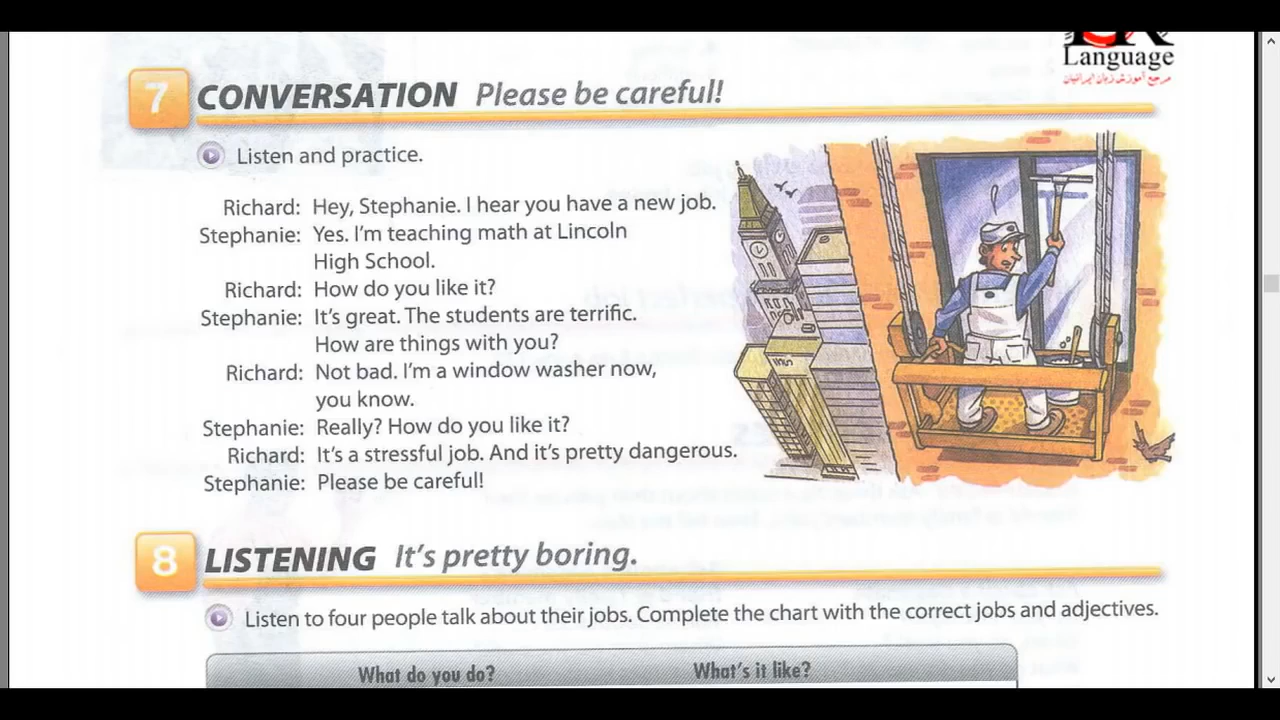 Language
مرجع آموزش زبان ایرانیان
7 CONVERSATION Please be careful!
Listen and practice.
Richard: Hey, Stephanie. I hear you have a new job.
Stephanie: Yes. I'm teaching math at Lincoln
High School.
Richard: How do you like it?
Stephanie: It's great. The students are terrific.
How are things with you?
Richard: Not bad. I'm a window washer now,
you know.
Stephanie: Really? How do you like it?
Richard: It's a stressful job. And it's pretty dangerous.
Stephanie: Please be careful!
8 LISTENING It's pretty boring.
Listen to four people talk about their jobs. Complete the chart with the correct jobs and adjectives.
What do you do? What's it like?